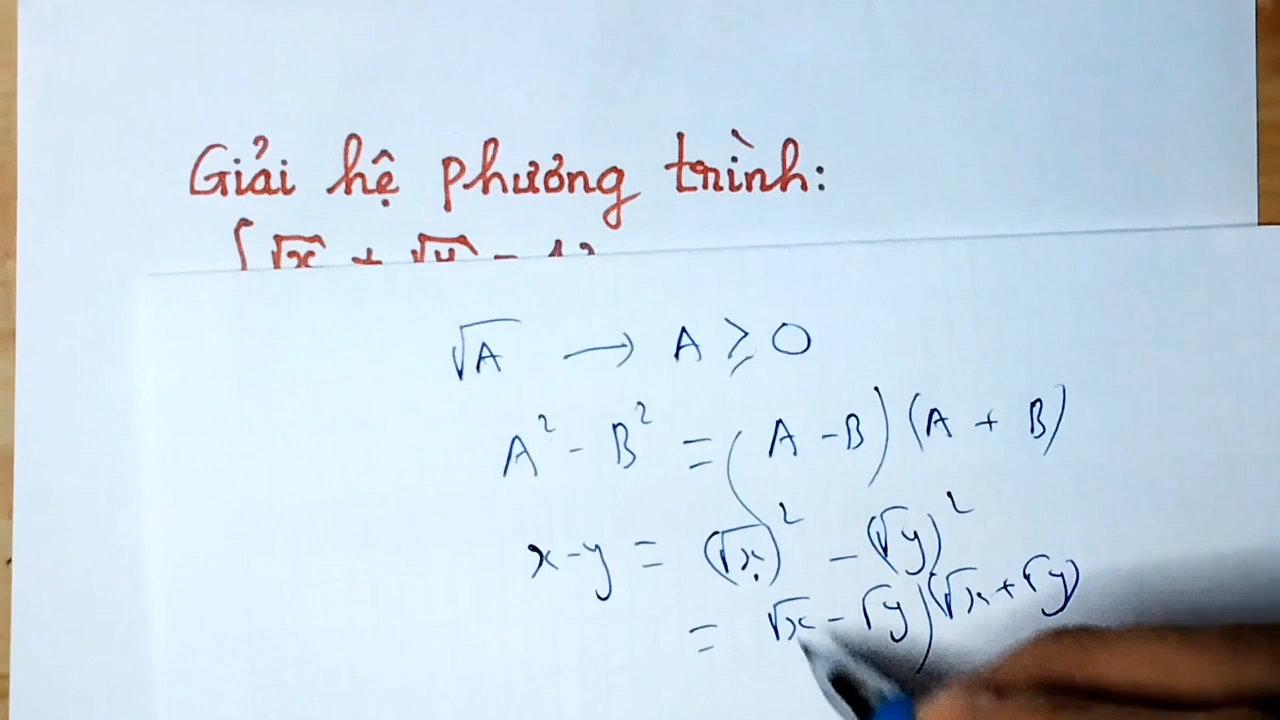 Giải hệ phương trình:
√x + √y
√A → A ≥ 0
A² - B² = (A - B)(A + B)
x - y = (√x)² - (√y)²
= √x - √y)(√x + √y)